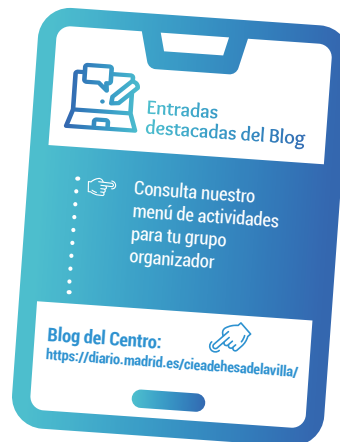 Entradas
destacadas del Blog
Consulta nuestro
menú de actividades
para tu grupo
organizador
Blog del Centro:
https://diario.madrid.es/cieadehesadelavilla/